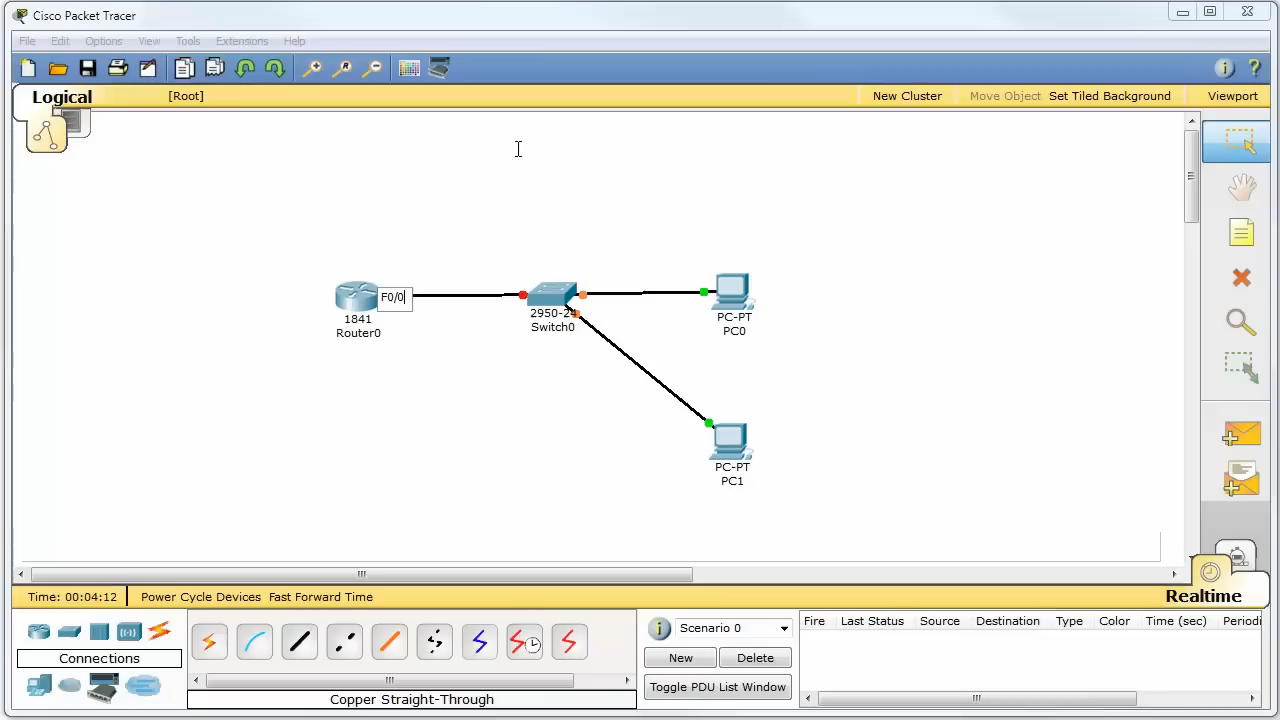 Cisco Packet Tracer
File Edit Options View Tools Extensions Help
Logical [Root] New Cluster Move Object Set Tiled Background Viewport
F0/0
1841
Router0
2950-24
Switch0
PC-PT
PC0
PC-PT
PC1
Time: 00:04:12 Power Cycle Devices Fast Forward Time Realtime
Scenario 0
Fire Last Status Source Destination Type Color Time (sec) Periodi
Connections
New Delete
Toggle PDU List Window
Copper Straight-Through